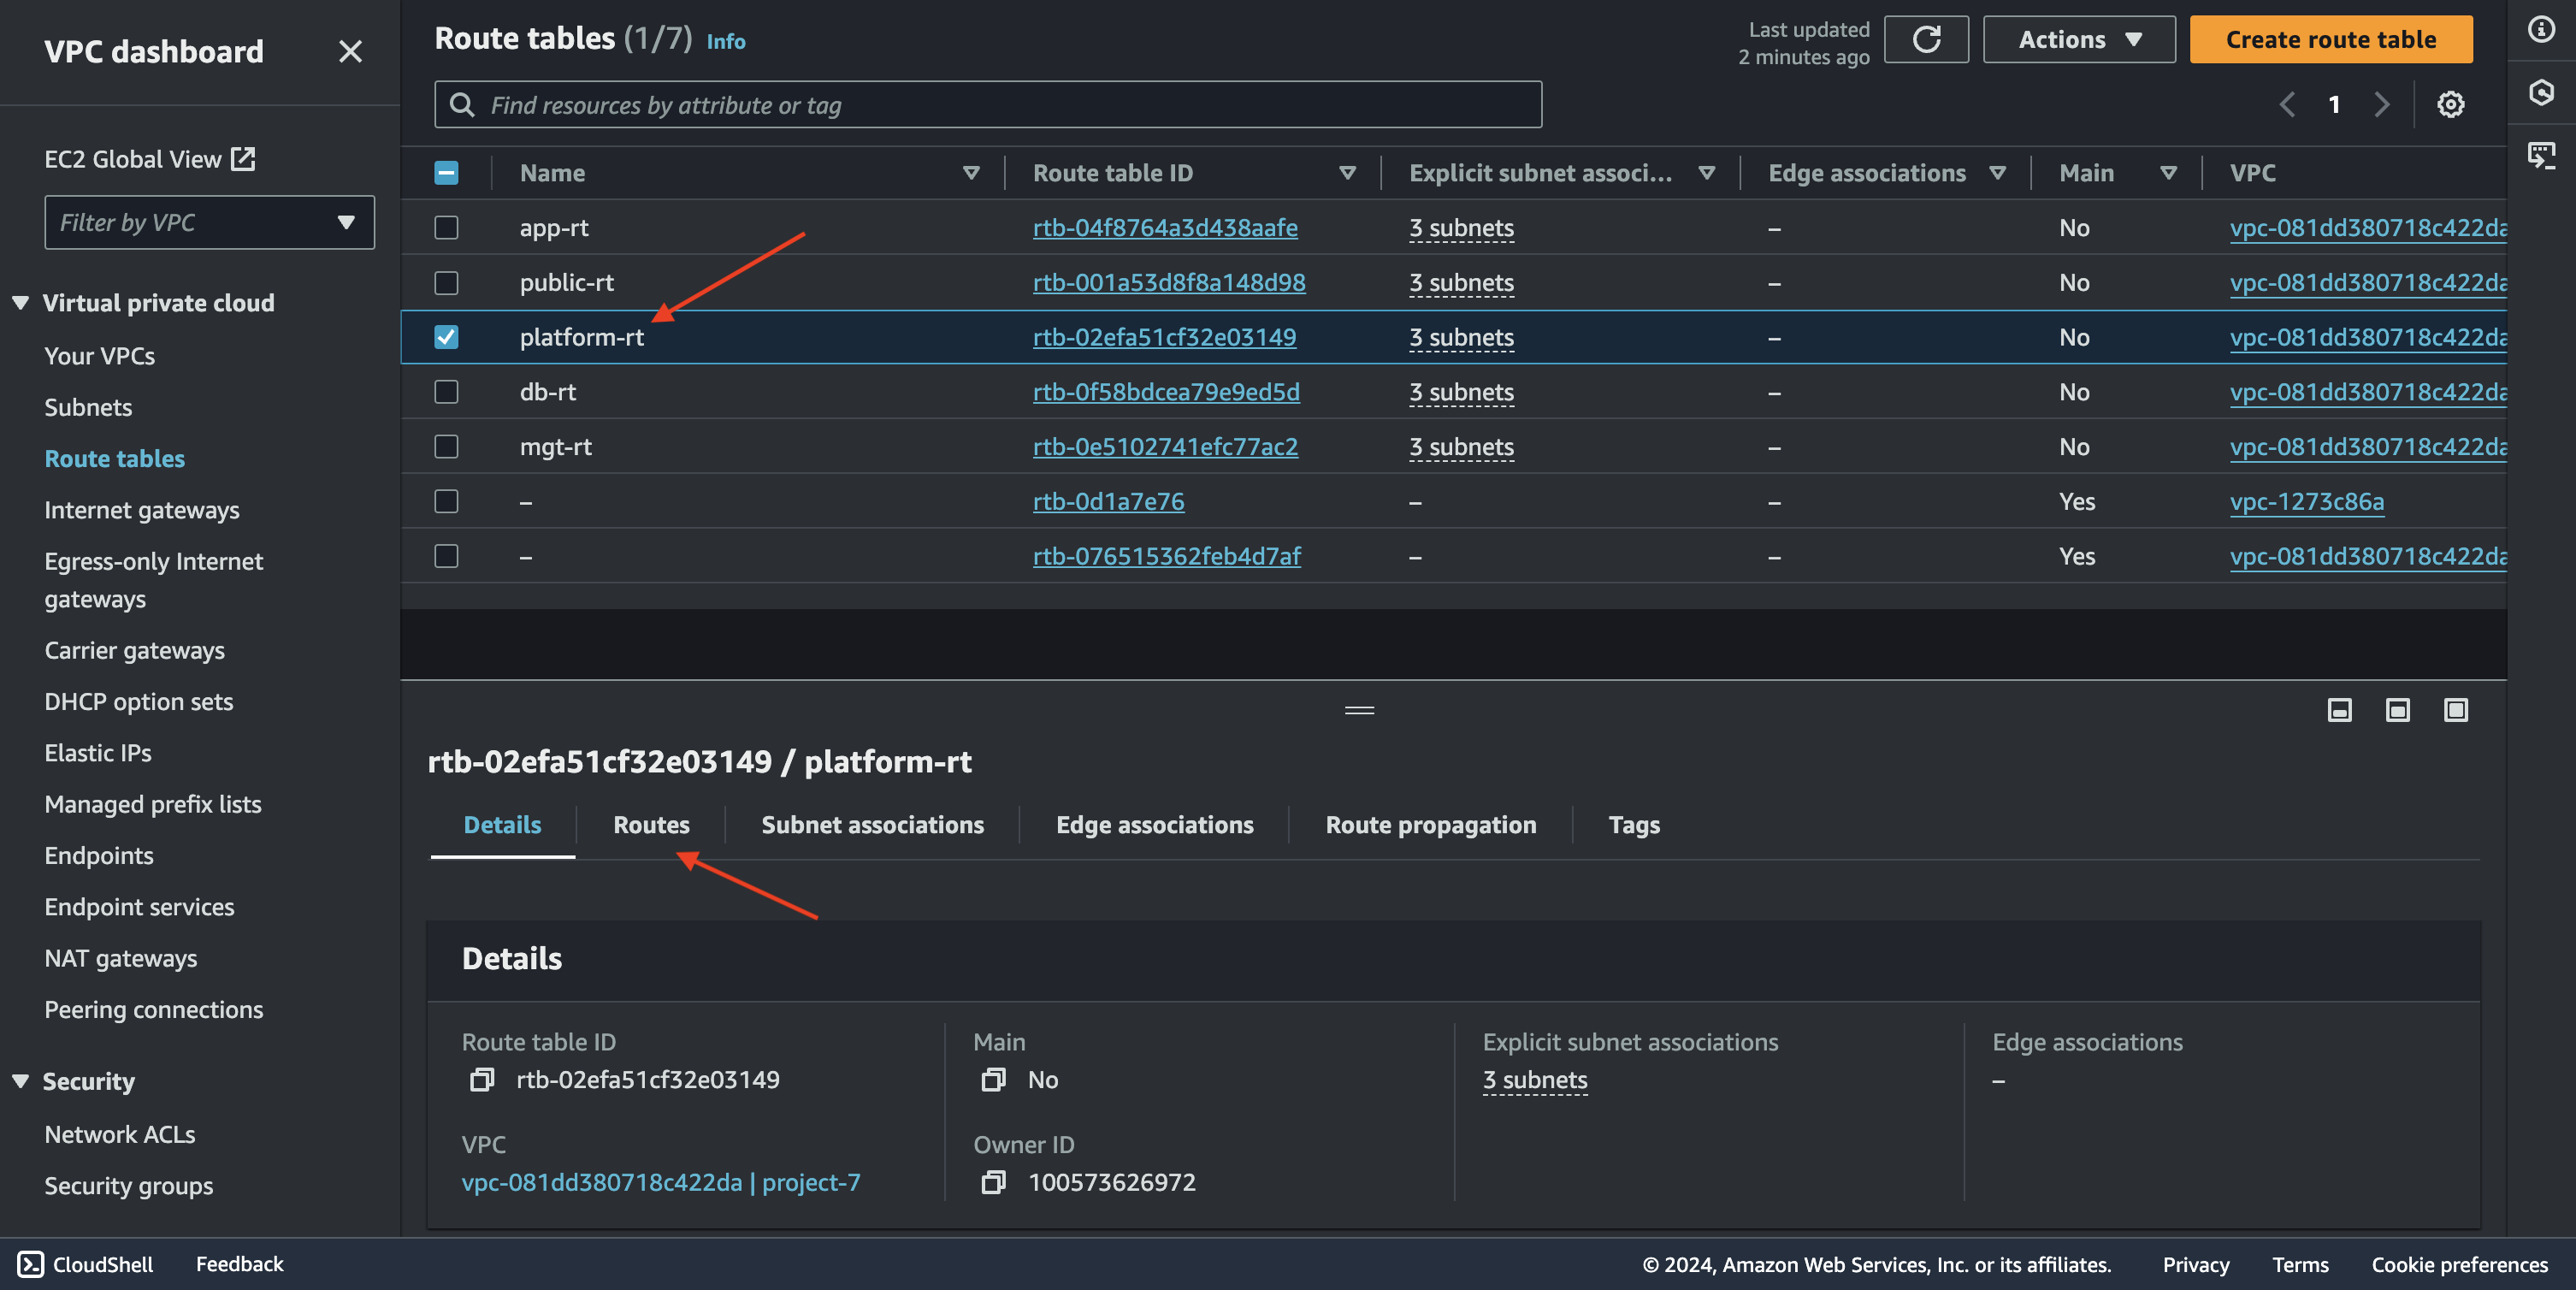 VPC dashboard
EC2 Global View
Filter by VPC
Virtual private cloud
Your VPCs
Subnets
Route tables
Internet gateways
Egress-only Internet
gateways
Carrier gateways
DHCP option sets
Elastic IPs
Managed prefix lists
Endpoints
Endpoint services
NAT gateways
Peering connections
Security
Network ACLs
Security groups
Route tables (1/7) Info
Last updated
2 minutes ago
Actions
Create route table
Find resources by attribute or tag
1
Name Route table ID Explicit subnet associ... Edge associations Main VPC
app-rt rtb-04f8764a3d438aafe 3 subnets – No vpc-081dd380718c422da
public-rt rtb-001a53d8f8a148d98 3 subnets – No vpc-081dd380718c422da
platform-rt rtb-02efa51cf32e03149 3 subnets – No vpc-081dd380718c422da
db-rt rtb-0f58bdcea79e9ed5d 3 subnets – No vpc-081dd380718c422da
mgt-rt rtb-0e5102741efc77ac2 3 subnets – No vpc-081dd380718c422da
– rtb-0d1a7e76 – – Yes vpc-1273c86a
– rtb-076515362feb4d7af – – Yes vpc-081dd380718c422da
rtb-02efa51cf32e03149 / platform-rt
Details Routes Subnet associations Edge associations Route propagation Tags
Details
Route table ID
rtb-02efa51cf32e03149
Main
No
Explicit subnet associations
3 subnets
Edge associations
–
VPC
vpc-081dd380718c422da | project-7
Owner ID
100573626972
CloudShell Feedback © 2024, Amazon Web Services, Inc. or its affiliates. Privacy Terms Cookie preferences